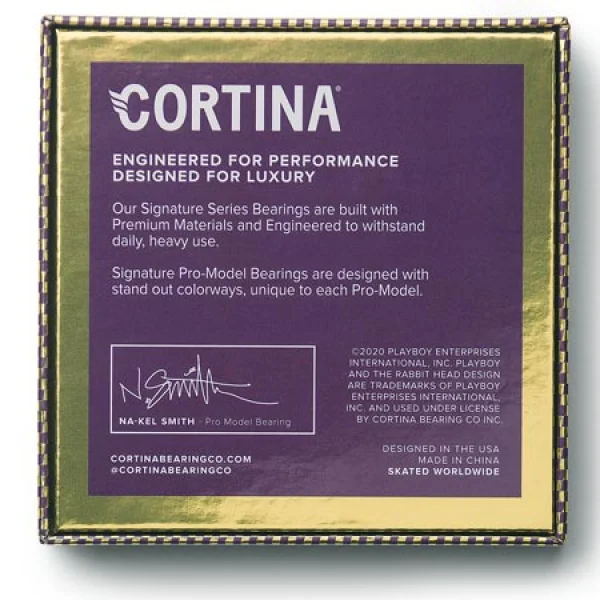 CORTINA®
ENGINEERED FOR PERFORMANCE
DESIGNED FOR LUXURY
Our Signature Series Bearings are built with
Premium Materials and Engineered to withstand
daily, heavy use.
Signature Pro-Model Bearings are designed with
stand out colorways, unique to each Pro-Model.
N. Smith
NA-KEL SMITH - Pro Model Bearing
CORTINABEARINGCO.COM
@CORTINABEARINGCO
©2020 PLAYBOY ENTERPRISES
INTERNATIONAL, INC. PLAYBOY
AND THE RABBIT HEAD DESIGN
ARE TRADEMARKS OF PLAYBOY
ENTERPRISES INTERNATIONAL,
INC. AND USED UNDER LICENSE
BY CORTINA BEARING CO INC.
DESIGNED IN THE USA
MADE IN CHINA
SKATED WORLDWIDE